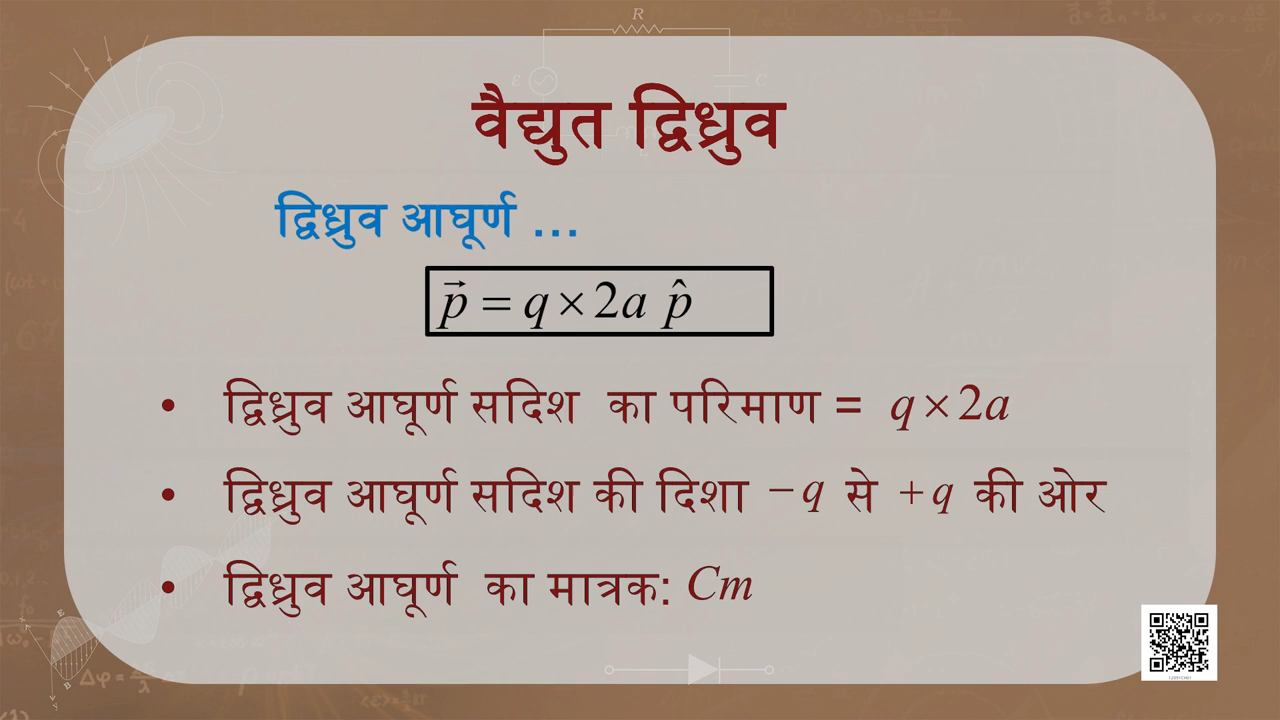 वैद्युत द्विध्रुव
द्विध्रुव आघूर्ण ...
p⃗ = q × 2a p̂
• द्विध्रुव आघूर्ण सदिश का परिमाण = q × 2a
• द्विध्रुव आघूर्ण सदिश की दिशा − q से + q की ओर
• द्विध्रुव आघूर्ण का मात्रक: Cm